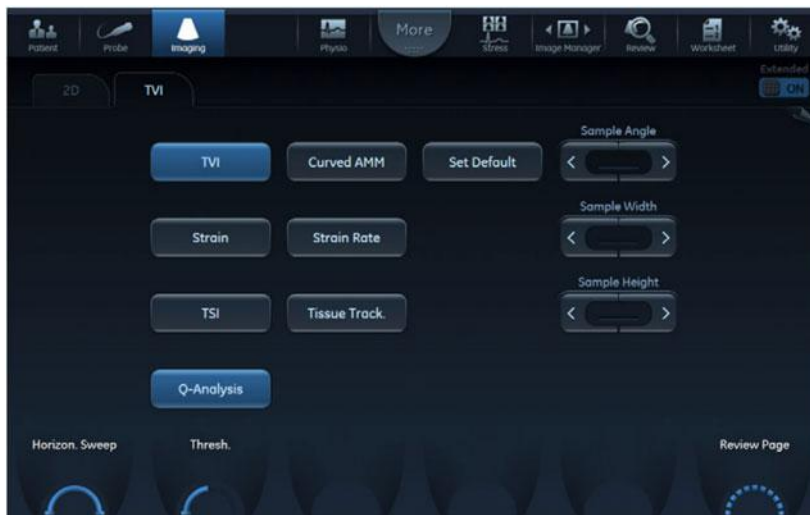 Patient Probe Imaging Physio More Stress Image Manager Review Worksheet Utility
2D TVI Extended
ON
Sample Angle
TVI Curved AMM Set Default
Sample Width
Strain Strain Rate
Sample Height
TSI Tissue Track.
Q-Analysis
Horizon. Sweep Thresh. Review Page